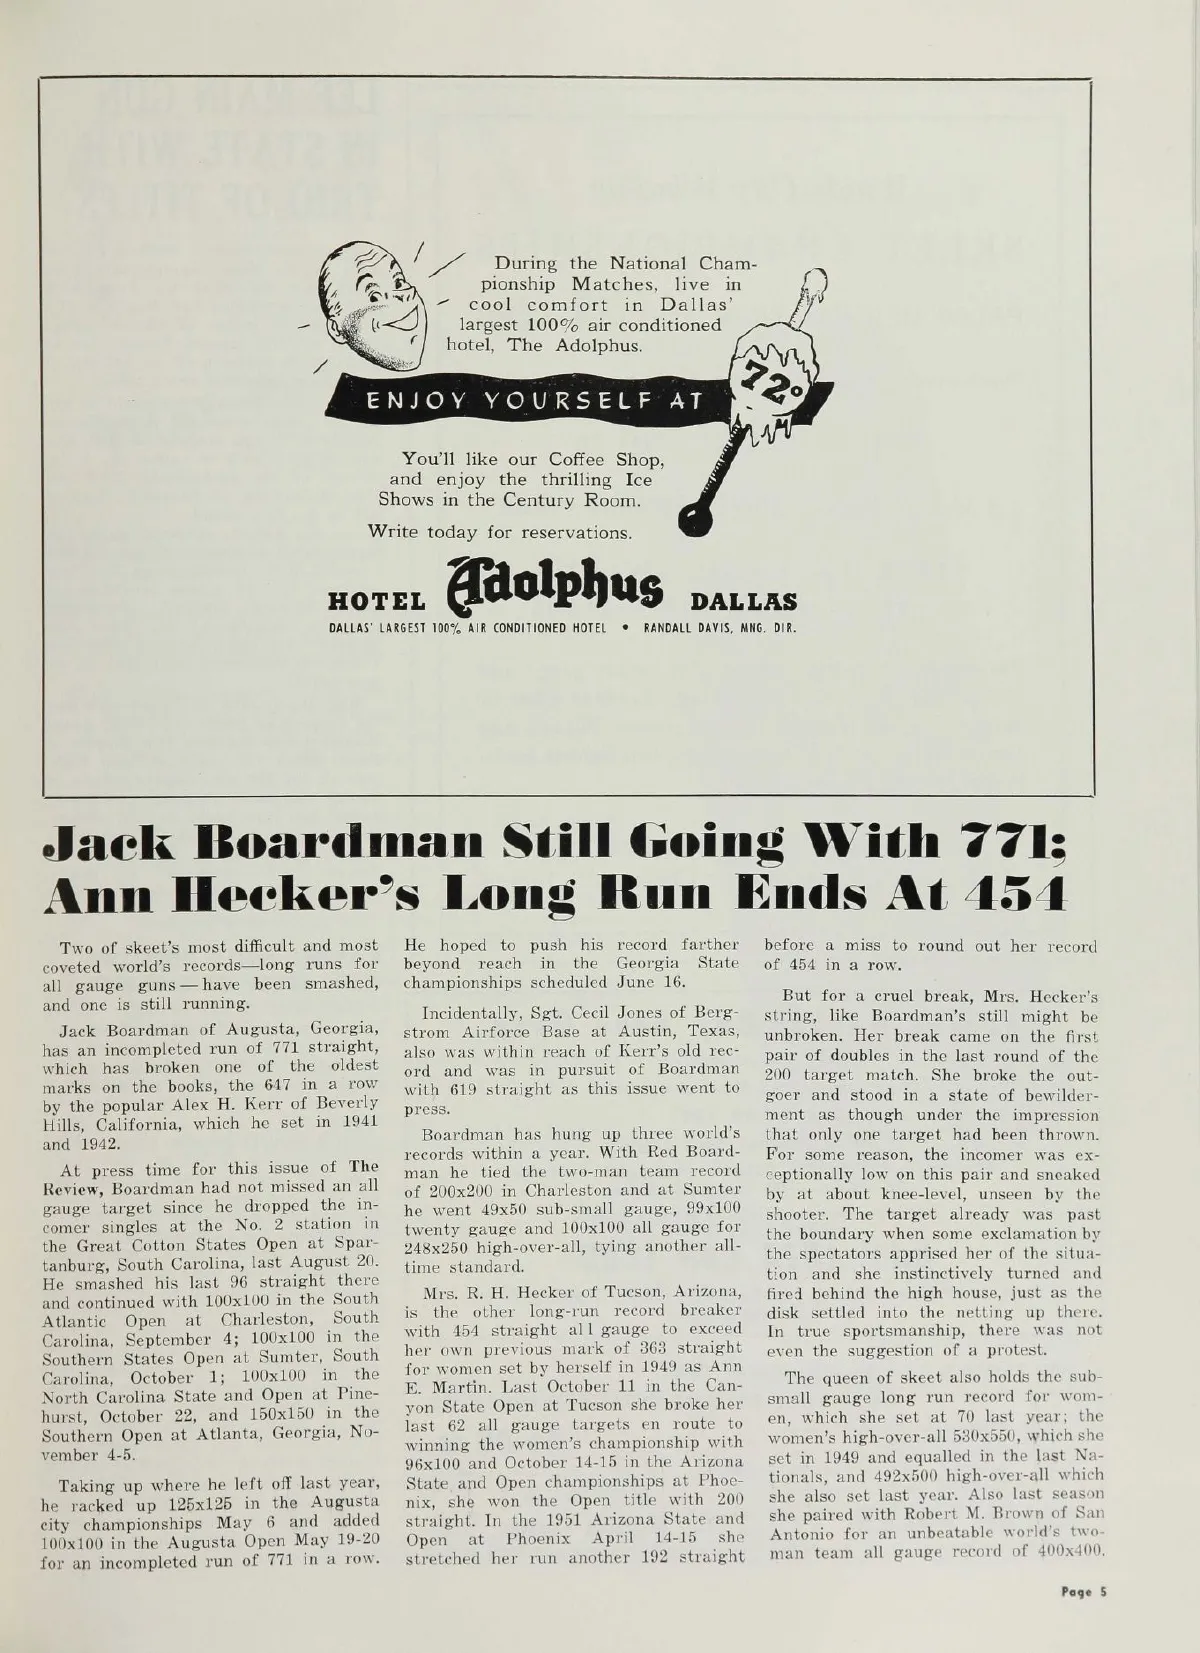 During the National Cham-
pionship Matches, live in
cool comfort in Dallas'
largest 100% air conditioned
hotel, The Adolphus.
ENJOY YOURSELF AT
72°
You'll like our Coffee Shop,
and enjoy the thrilling Ice
Shows in the Century Room.
Write today for reservations.
HOTEL Adolphus DALLAS
DALLAS' LARGEST 100% AIR CONDITIONED HOTEL • RANDALL DAVIS, MNG. DIR.
Jack Boardman Still Going With 771;
Ann Hecker's Long Run Ends At 454
Two of skeet's most difficult and most
coveted world's records—long runs for
all gauge guns — have been smashed,
and one is still running.
Jack Boardman of Augusta, Georgia,
has an incompleted run of 771 straight,
which has broken one of the oldest
marks on the books, the 647 in a row
by the popular Alex H. Kerr of Beverly
Hills, California, which he set in 1941
and 1942.
At press time for this issue of The
Review, Boardman had not missed an all
gauge target since he dropped the in-
comer singles at the No. 2 station in
the Great Cotton States Open at Spar-
tanburg, South Carolina, last August 20.
He smashed his last 96 straight there
and continued with 100x100 in the South
Atlantic Open at Charleston, South
Carolina, September 4; 100x100 in the
Southern States Open at Sumter, South
Carolina, October 1; 100x100 in the
North Carolina State and Open at Pine-
hurst, October 22, and 150x150 in the
Southern Open at Atlanta, Georgia, No-
vember 4-5.
Taking up where he left off last year,
he racked up 125x125 in the Augusta
city championships May 6 and added
100x100 in the Augusta Open May 19-20
for an incompleted run of 771 in a row.
He hoped to push his record farther
beyond reach in the Georgia State
championships scheduled June 16.
Incidentally, Sgt. Cecil Jones of Berg-
strom Airforce Base at Austin, Texas,
also was within reach of Kerr's old rec-
ord and was in pursuit of Boardman
with 619 straight as this issue went to
press.
Boardman has hung up three world's
records within a year. With Red Board-
man he tied the two-man team record
of 200x200 in Charleston and at Sumter
he went 49x50 sub-small gauge, 99x100
twenty gauge and 100x100 all gauge for
248x250 high-over-all, tying another all-
time standard.
Mrs. R. H. Hecker of Tucson, Arizona,
is the other long-run record breaker
with 454 straight all gauge to exceed
her own previous mark of 363 straight
for women set by herself in 1949 as Ann
E. Martin. Last October 11 in the Can-
yon State Open at Tucson she broke her
last 62 all gauge targets en route to
winning the women's championship with
96x100 and October 14-15 in the Arizona
State and Open championships at Phoe-
nix, she won the Open title with 200
straight. In the 1951 Arizona State and
Open at Phoenix April 14-15 she
stretched her run another 192 straight
before a miss to round out her record
of 454 in a row.
But for a cruel break, Mrs. Hecker's
string, like Boardman's still might be
unbroken. Her break came on the first
pair of doubles in the last round of the
200 target match. She broke the out-
goer and stood in a state of bewilder-
ment as though under the impression
that only one target had been thrown.
For some reason, the incomer was ex-
ceptionally low on this pair and sneaked
by at about knee-level, unseen by the
shooter. The target already was past
the boundary when some exclamation by
the spectators apprised her of the situa-
tion and she instinctively turned and
fired behind the high house, just as the
disk settled into the netting up there.
In true sportsmanship, there was not
even the suggestion of a protest.
The queen of skeet also holds the sub-
small gauge long run record for wom-
en, which she set at 70 last year; the
women's high-over-all 530x550, which she
set in 1949 and equalled in the last Na-
tionals, and 492x500 high-over-all which
she also set last year. Also last season
she paired with Robert M. Brown of San
Antonio for an unbeatable world's two-
man team all gauge record of 400x400.
Page 5